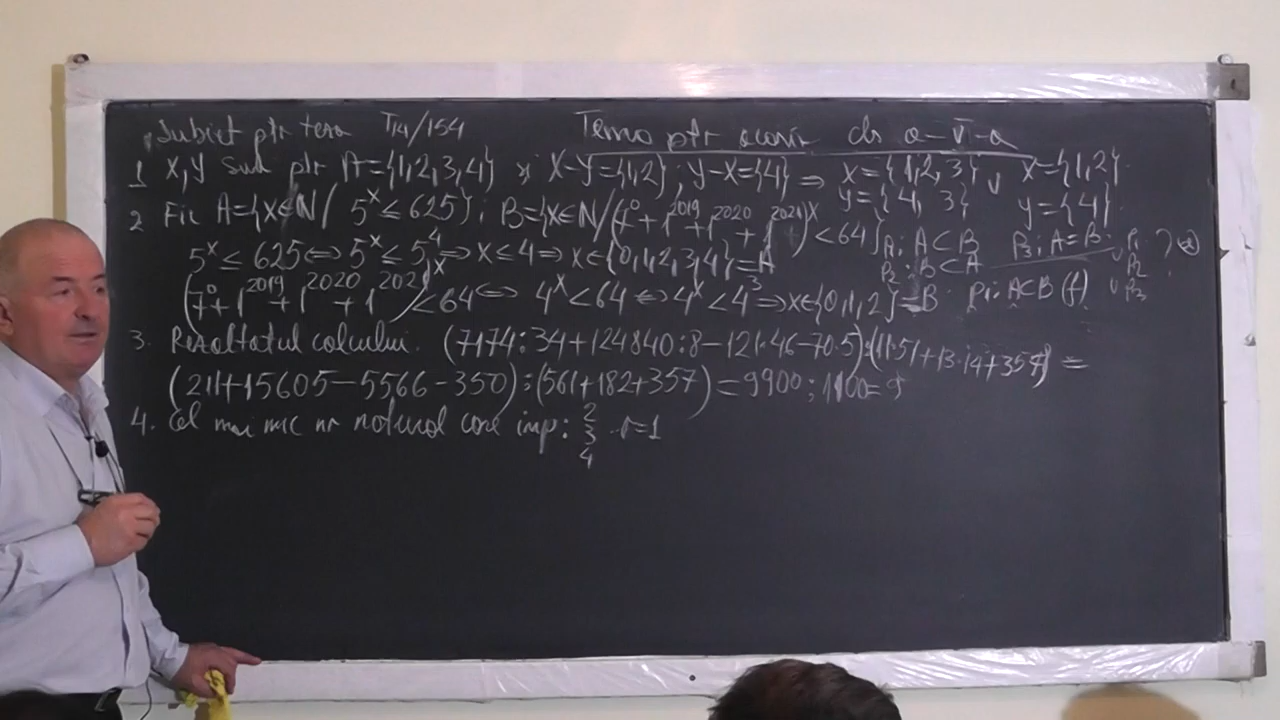 Subiect ptr teza T14/154 Tema ptr acasă cls a-VI-a
1 X,Y sunt ptr A={1,2,3,4} și X-Y={1,2}; Y-X={4} ⇒ x={1,2,3} v x={1,2}
y={4,3} y={4}
2 Fie A={x∈N/ 5^x ≤ 625}; B={x∈N/(7^0+1^2019+1^2020+1^2021)^x <64}
P1: A⊂B P3: A=B
5^x ≤ 625 ⇔ 5^x ≤ 5^4 ⇒ x ≤ 4 ⇒ x∈{0,1,2,3,4}=A P2: B⊂A
(7^0+1^2019+1^2020+1^2021)^x <64 ⇔ 4^x <64 ⇔ 4^x <4^3 ⇒ x∈{0,1,2}=B P1: A⊂B (f)
3. Rezultatul calcului. (7174:34+124840:8-121·46-70·5):(11·51+13·14+357) =
(211+15605-5566-350):(561+182+357)=9900:1100=9
4. Cel mai mic nr natural care imp: 2 r=1
3
4